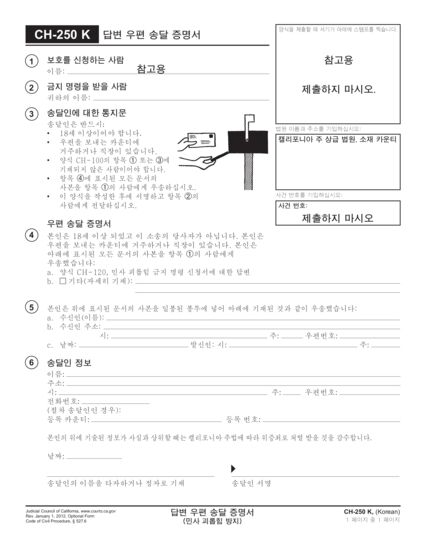 CH-250 K 답변 우편 송달 증명서
양식을 제출할 때 서기가 아래에 스탬프를 찍습니다.
참고용
제출하지 마시오.
법원 이름과 주소를 기입하십시오:
캘리포니아 주 상급 법원, 소재 카운티
사건 번호를 기입하십시오:
사건 번호:
제출하지 마시오
1 보호를 신청하는 사람
이름: 참고용
2 금지 명령을 받을 사람
귀하의 이름:
3 송달인에 대한 통지문
송달인은 반드시:
• 18세 이상이어야 합니다.
• 우편을 보내는 카운티에
거주하거나 직장이 있습니다.
• 양식 CH-100의 항목 ① 또는 ③에
기재되지 않은 사람이어야 합니다.
• 항목 ④에 표시된 모든 문서의
사본을 항목 ①의 사람에게 우송하십시오.
• 이 양식을 작성한 후에 서명하고 항목 ②의
사람에게 전달하십시오.
우편 송달 증명서
4 본인은 18세 이상 되었고 이 소송의 당사자가 아닙니다. 본인은
우편을 보내는 카운티에 거주하거나 직장이 있습니다. 본인은
아래에 표시된 모든 문서의 사본을 항목 ①의 사람에게
우송했습니다:
a. 양식 CH-120, 민사 괴롭힘 금지 명령 신청서에 대한 답변
b. □ 기타(자세히 기재):
5 본인은 위에 표시된 문서의 사본을 밀봉된 봉투에 넣어 아래에 기재된 것과 같이 우송했습니다:
a. 수신인(이름):
b. 수신인 주소:
시: 주: 우편번호:
c. 날짜: 발신인: 시: 주:
6 송달인 정보
이름:
주소:
시: 주: 우편번호:
전화번호:
(절차 송달인인 경우):
등록 카운티: 등록 번호:
본인의 위에 기술된 정보가 사실과 상위할 때는 캘리포니아 주법에 따라 위증죄로 처벌 받을 것을 감수합니다.
날짜:
송달인의 이름을 타자하거나 정자로 기재 송달인 서명
Judicial Council of California, www.courts.ca.gov
Rev. January 1, 2012, Optional Form
Code of Civil Procedure, § 527.6
답변 우편 송달 증명서
(민사 괴롭힘 방지)
CH-250 K, (Korean)
1 페이지 중 1 페이지